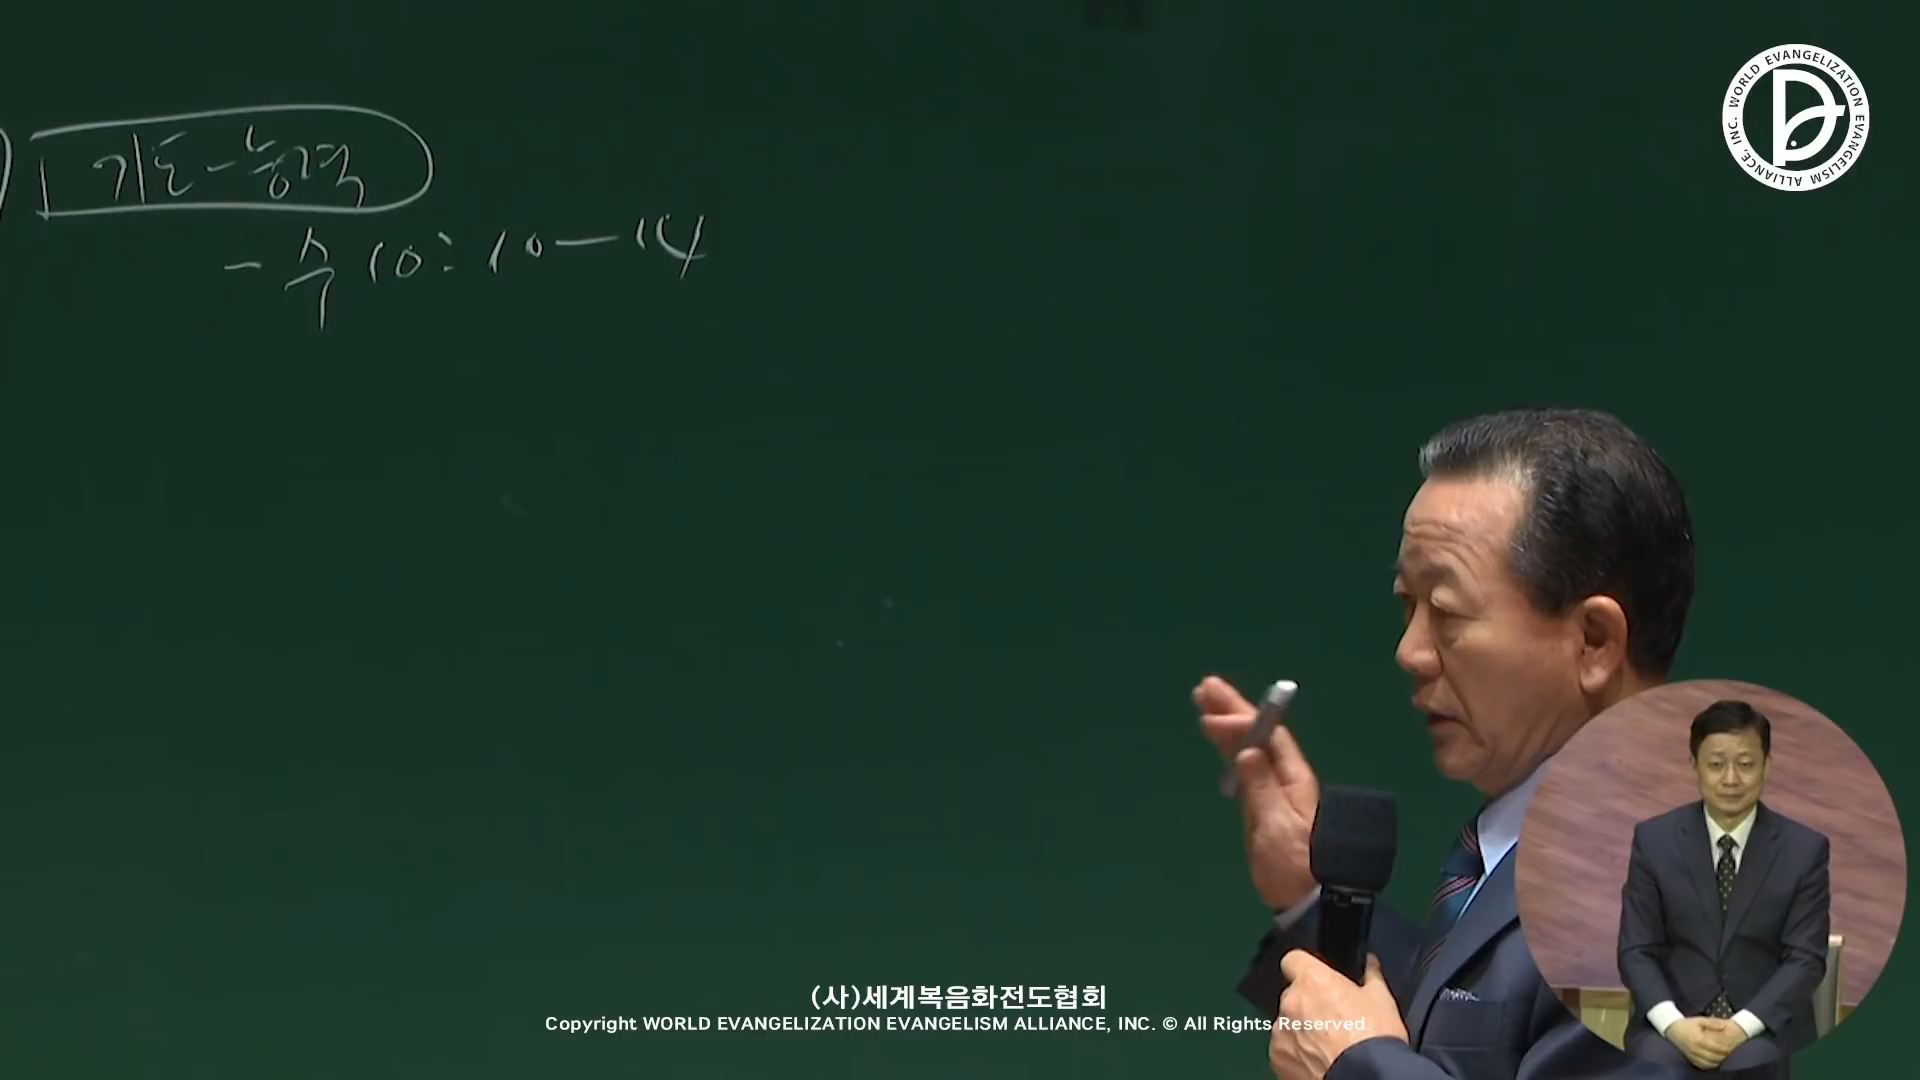 기도-능력
- 수 10:10-14
WORLD EVANGELIZATION EVANGELISM ALLIANCE, INC.
(사)세계복음화전도협회
Copyright WORLD EVANGELIZATION EVANGELISM ALLIANCE, INC. © All Rights Reserved.